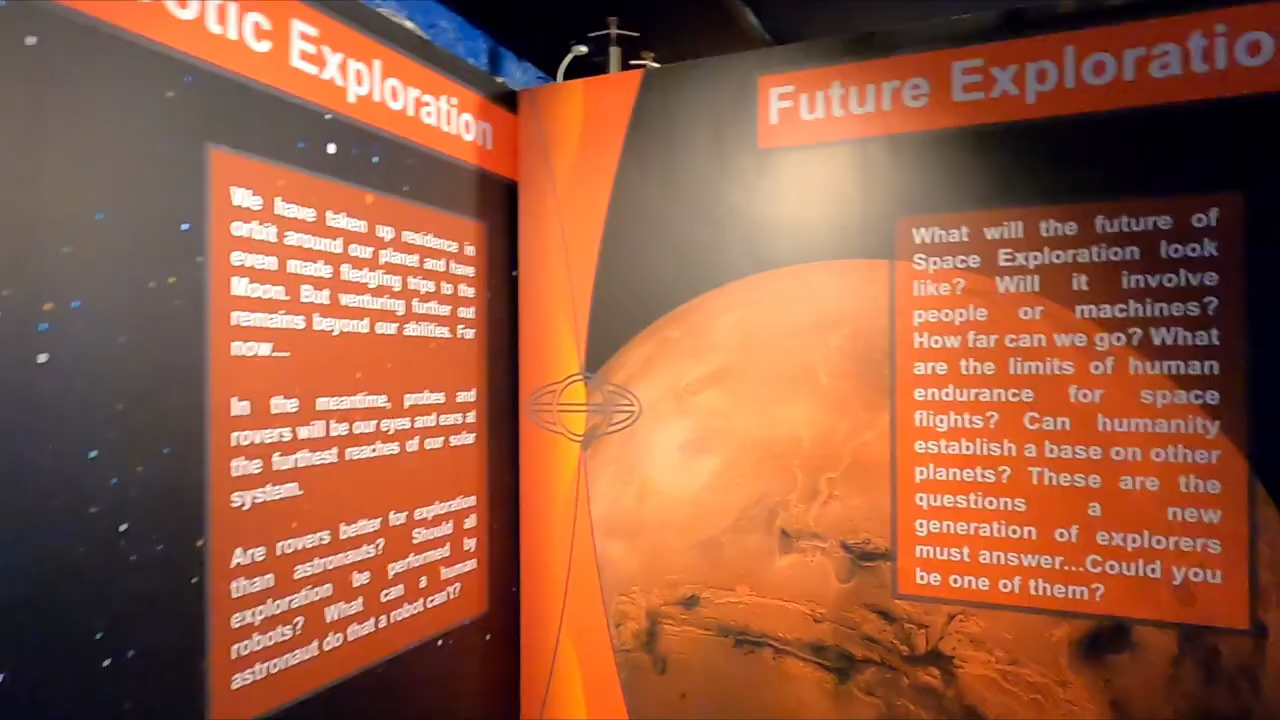 otic Exploration
We have taken up residence in
orbit around our planet and have
even made fledgling trips to the
Moon. But venturing further out
remains beyond our abilities. For
now...
In the meantime, probes and
rovers will be our eyes and ears at
the furthest reaches of our solar
system.
Are rovers better for exploration
than astronauts? Should all
exploration be performed by
robots? What can a human
astronaut do that a robot can't?
Future Exploratio
What will the future of
Space Exploration look
like? Will it involve
people or machines?
How far can we go? What
are the limits of human
endurance for space
flights? Can humanity
establish a base on other
planets? These are the
questions a new
generation of explorers
must answer...Could you
be one of them?